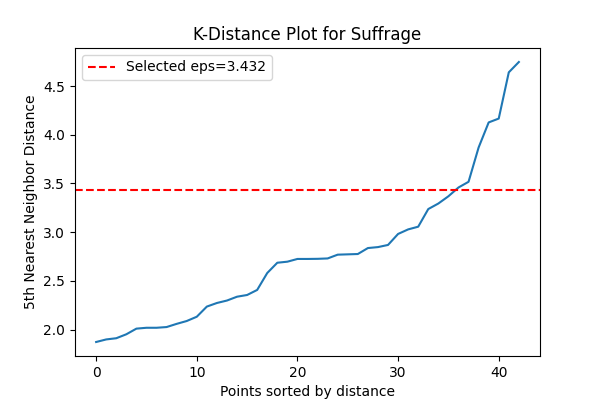 K-Distance Plot for Suffrage
Selected eps=3.432
5th Nearest Neighbor Distance
4.5
4.0
3.5
3.0
2.5
2.0
0 10 20 30 40
Points sorted by distance